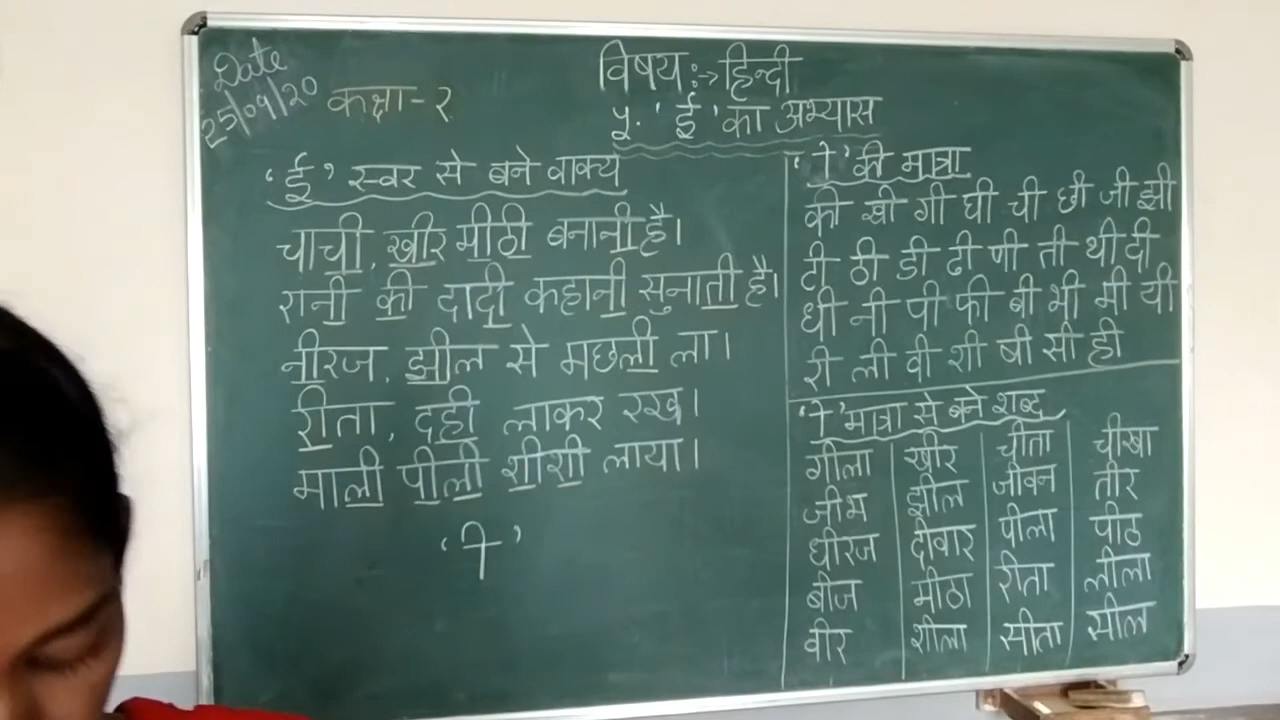 Date
25/09/20
कक्षा-२
विषय:→हिन्दी
५. 'ई' का अभ्यास
'ई' स्वर से बने वाक्य
चाची, खीर मीठी बनानी है।
रानी की दादी कहानी सुनाती है।
नीरज, झील से मछली ला।
रीता, दही लाकर रख।
माली पीली शीशी लाया।
'ी'
'ी' की मात्रा
की खी गी घी ची छी जी झी
टी ठी डी ढी णी ती थी दी
धी नी पी फी बी भी मी यी
री ली वी शी षी सी ही
'ी' मात्रा से बने शब्द
गीला खीर चीता चीखा
जीभ झील जीवन तीर
धीरज दीवार पीला पीठ
बीज मीठा रीता लीला
वीर शीला सीता सील